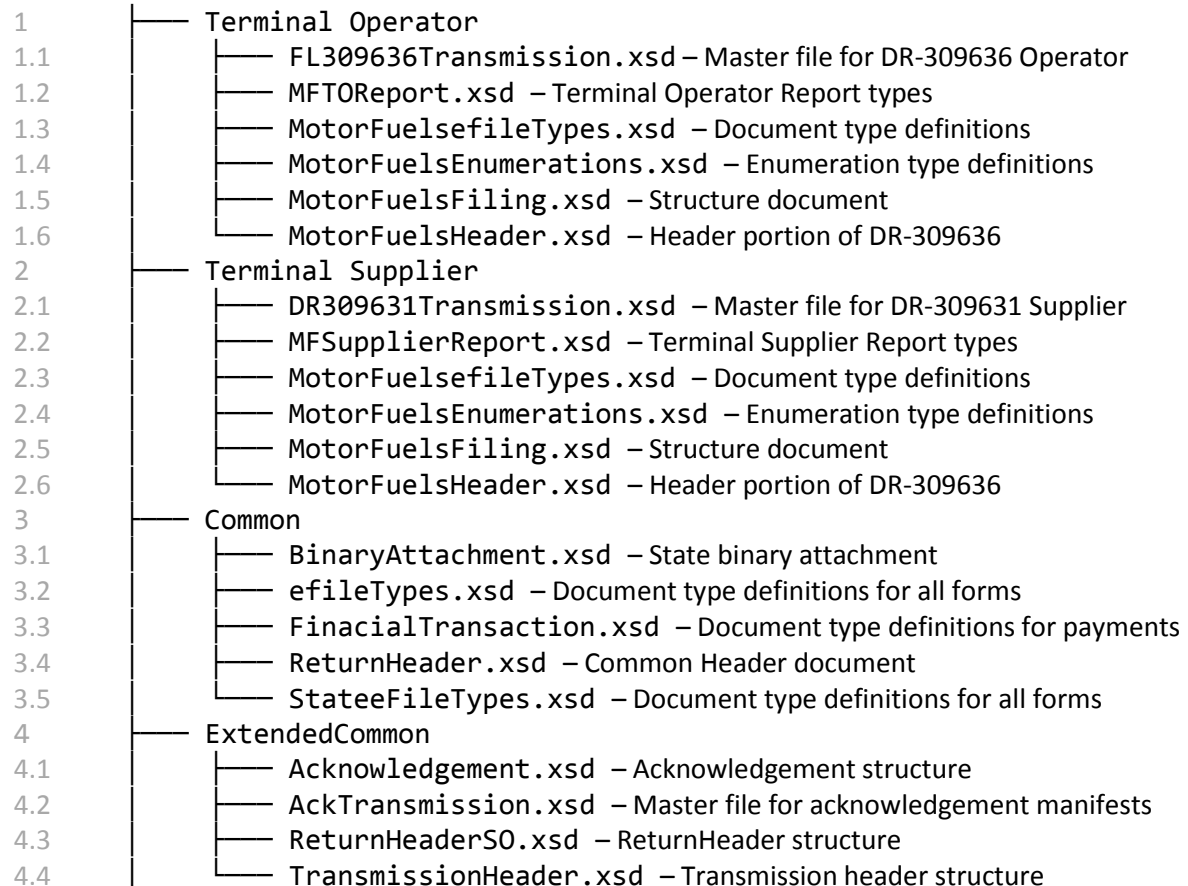 1 Terminal Operator
1.1 FL309636Transmission.xsd – Master file for DR-309636 Operator
1.2 MFTOReport.xsd – Terminal Operator Report types
1.3 MotorFuelsefileTypes.xsd – Document type definitions
1.4 MotorFuelsEnumerations.xsd – Enumeration type definitions
1.5 MotorFuelsFiling.xsd – Structure document
1.6 MotorFuelsHeader.xsd – Header portion of DR-309636
2 Terminal Supplier
2.1 DR309631Transmission.xsd – Master file for DR-309631 Supplier
2.2 MFSupplierReport.xsd – Terminal Supplier Report types
2.3 MotorFuelsefileTypes.xsd – Document type definitions
2.4 MotorFuelsEnumerations.xsd – Enumeration type definitions
2.5 MotorFuelsFiling.xsd – Structure document
2.6 MotorFuelsHeader.xsd – Header portion of DR-309636
3 Common
3.1 BinaryAttachment.xsd – State binary attachment
3.2 efileTypes.xsd – Document type definitions for all forms
3.3 FinacialTransaction.xsd – Document type definitions for payments
3.4 ReturnHeader.xsd – Common Header document
3.5 StateeFileTypes.xsd – Document type definitions for all forms
4 ExtendedCommon
4.1 Acknowledgement.xsd – Acknowledgement structure
4.2 AckTransmission.xsd – Master file for acknowledgement manifests
4.3 ReturnHeaderSO.xsd – ReturnHeader structure
4.4 TransmissionHeader.xsd – Transmission header structure